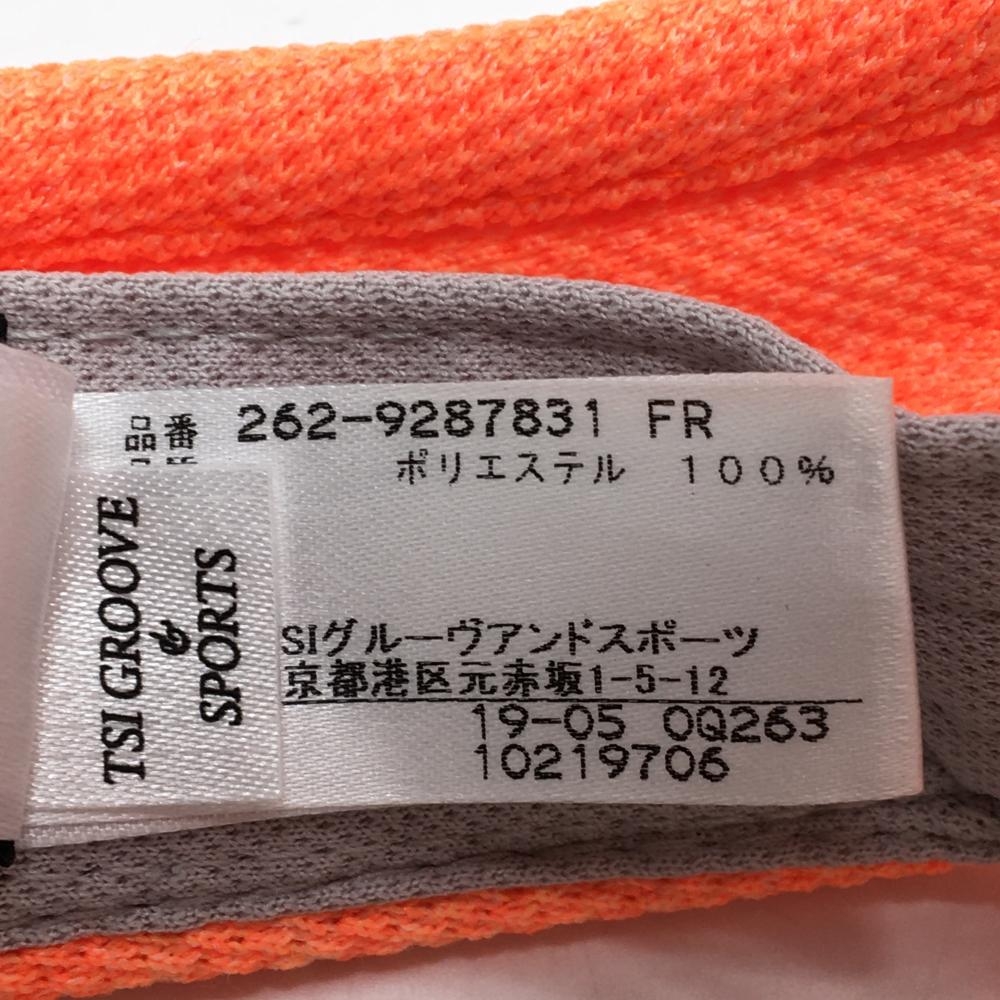 品番 262-9287831 FR
ポリエステル 100%
SIグルーヴアンドスポーツ
京都港区元赤坂1-5-12
19-05 0Q263
10219706
TSI GROOVE
&
SPORTS